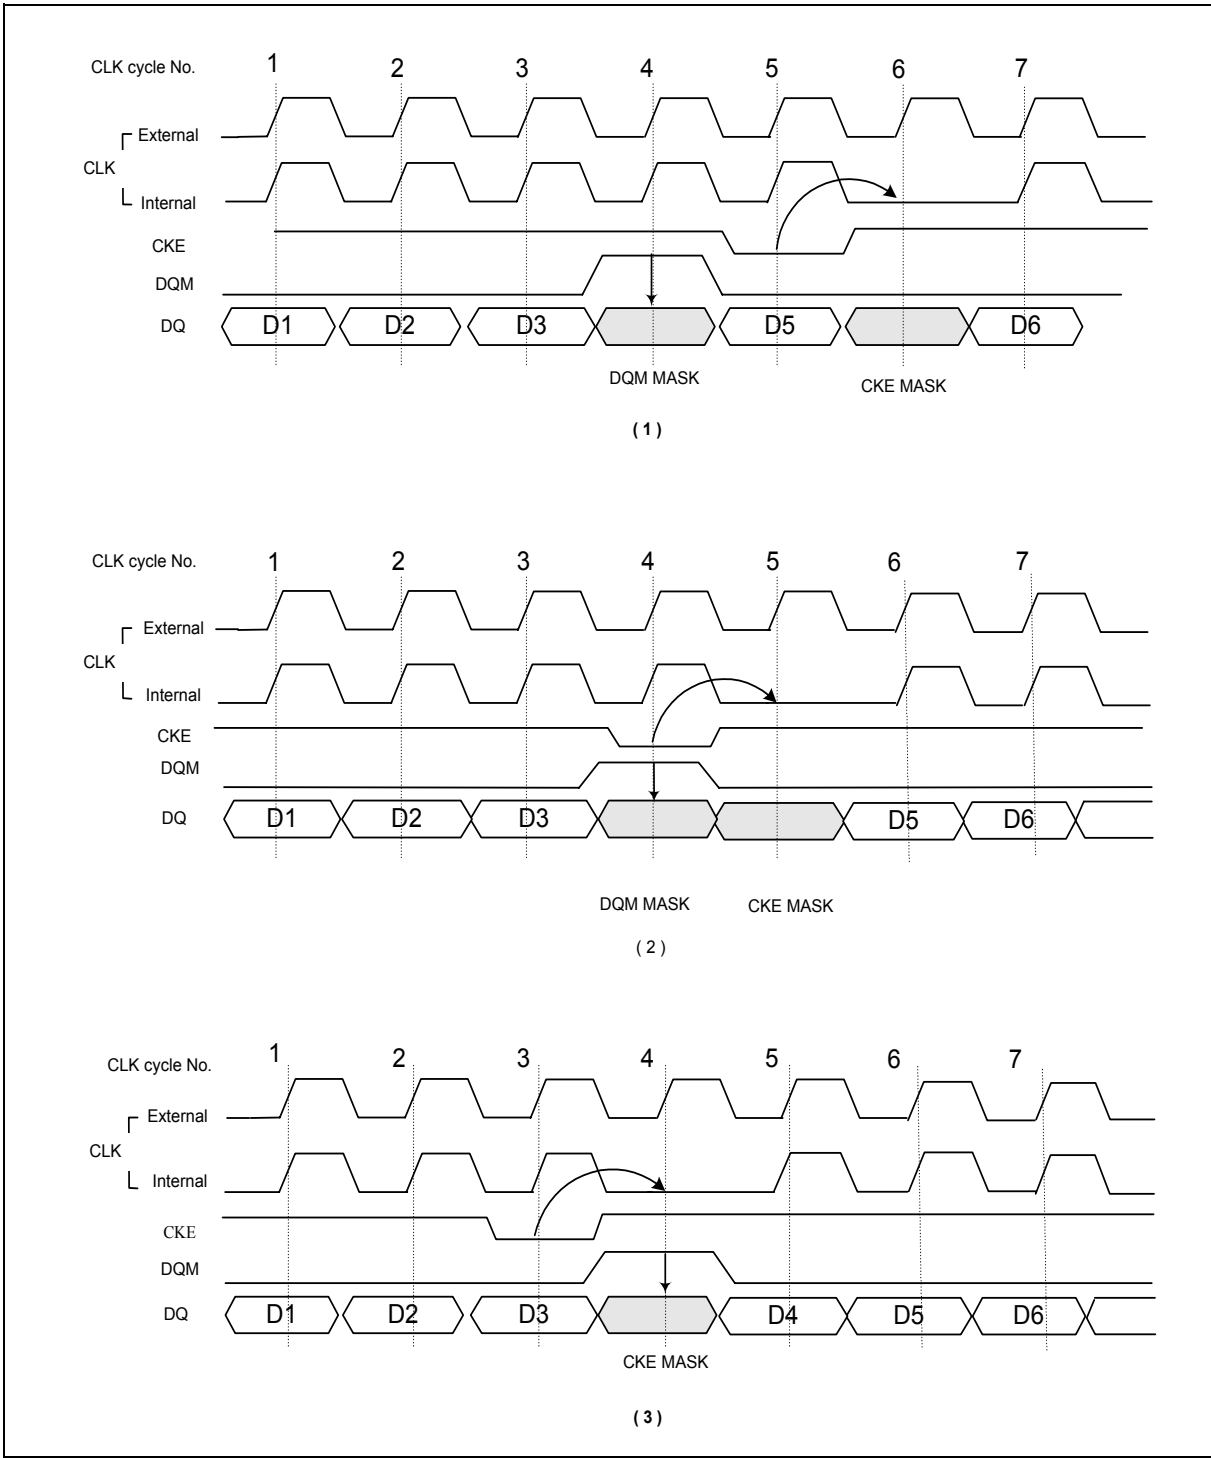 CLK cycle No. 1 2 3 4 5 6 7
External
CLK
Internal
CKE
DQM
DQ D1 D2 D3 D5 D6
DQM MASK CKE MASK
( 1 )
CLK cycle No. 1 2 3 4 5 6 7
External
CLK
Internal
CKE
DQM
DQ D1 D2 D3 D5 D6
DQM MASK CKE MASK
( 2 )
CLK cycle No. 1 2 3 4 5 6 7
External
CLK
Internal
CKE
DQM
DQ D1 D2 D3 D4 D5 D6
CKE MASK
( 3 )